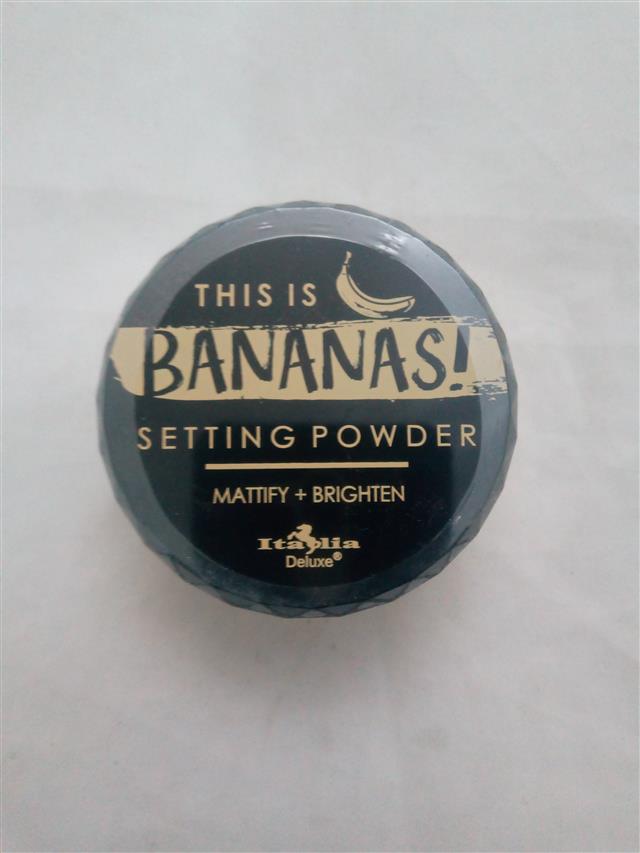 THIS IS
BANANAS!
SETTING POWDER
MATTIFY + BRIGHTEN
Italia
Deluxe®